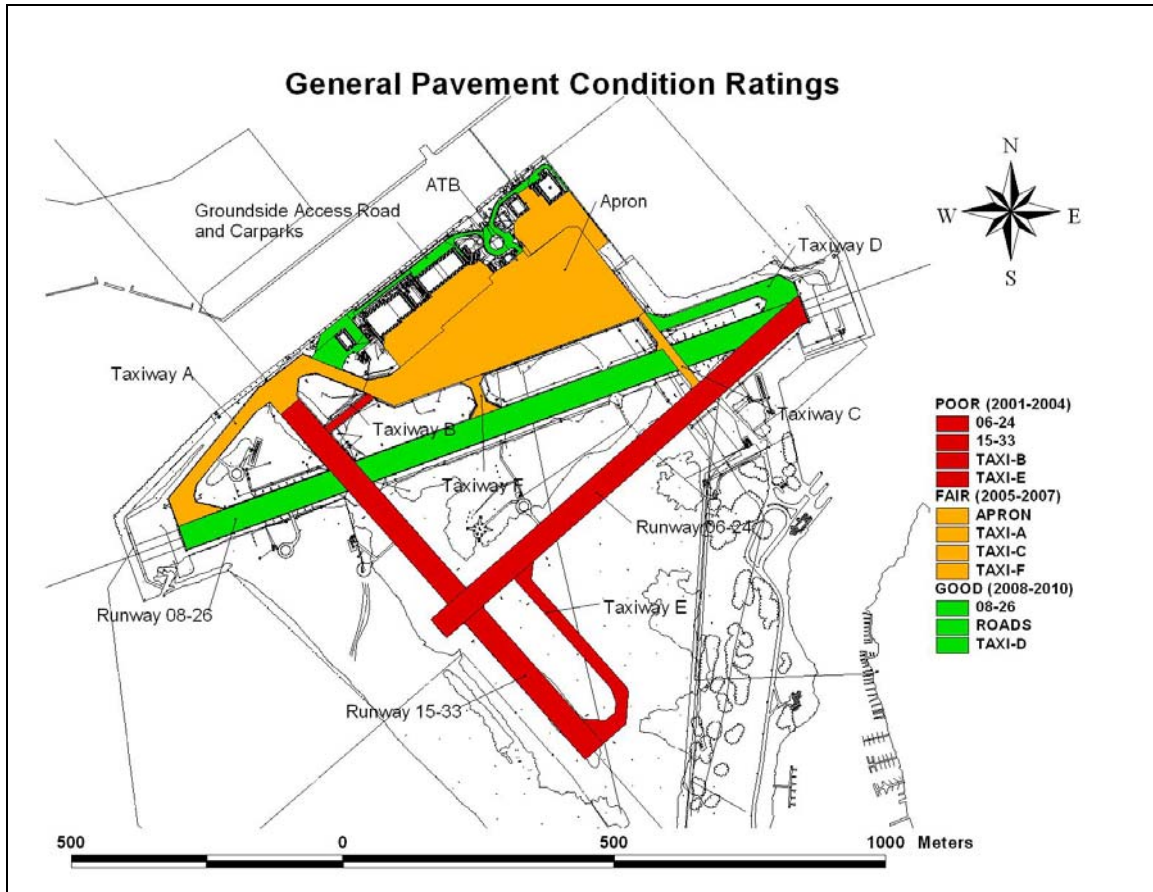 General Pavement Condition Ratings
N
W
E
S
ATB
Apron
Groundside Access Road
and Carparks
Taxiway D
Taxiway A
Taxiway C
Taxiway B
Taxiway F
Runway 06-24
Runway 08-26
Taxiway E
Runway 15-33
POOR (2001-2004)
06-24
15-33
TAXI-B
TAXI-E
FAIR (2005-2007)
APRON
TAXI-A
TAXI-C
TAXI-F
GOOD (2008-2010)
08-26
ROADS
TAXI-D
500 0 500 1000 Meters